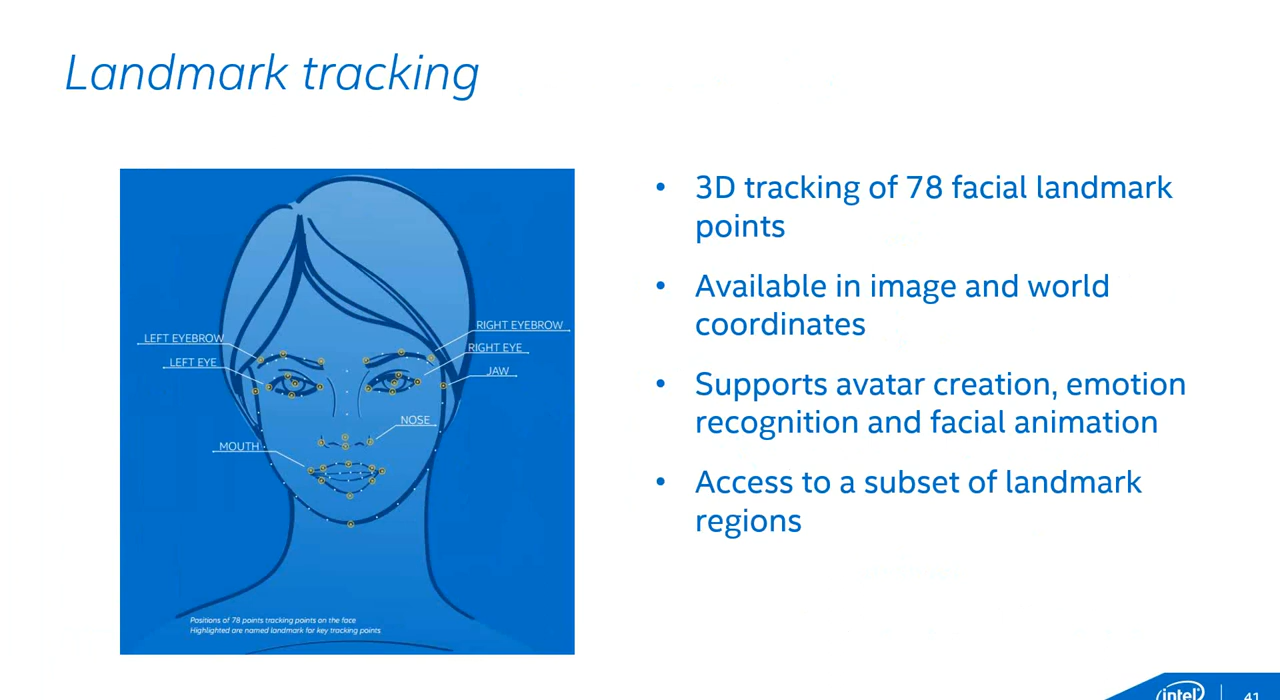 Landmark tracking
LEFT EYEBROW
LEFT EYE
RIGHT EYEBROW
RIGHT EYE
JAW
NOSE
MOUTH
Positions of 78 points tracking points on the face
Highlighted are named landmark for key tracking points
• 3D tracking of 78 facial landmark
points
• Available in image and world
coordinates
• Supports avatar creation, emotion
recognition and facial animation
• Access to a subset of landmark
regions
intel
41